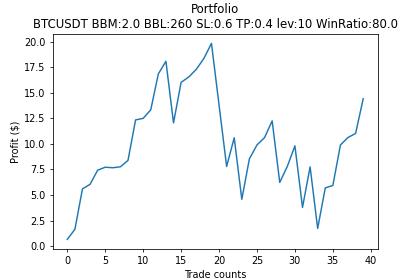 Portfolio
BTCUSDT BBM:2.0 BBL:260 SL:0.6 TP:0.4 lev:10 WinRatio:80.0
20.0
17.5
15.0
12.5
10.0
7.5
5.0
2.5
0.0
Profit ($)
0 5 10 15 20 25 30 35 40
Trade counts